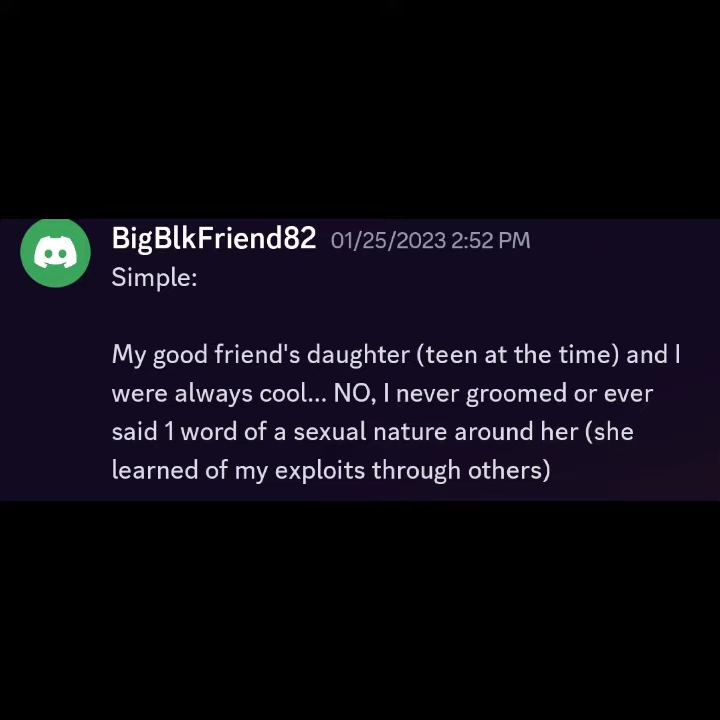 BigBlkFriend82 01/25/2023 2:52 PM
Simple:
My good friend's daughter (teen at the time) and I
were always cool... NO, I never groomed or ever
said 1 word of a sexual nature around her (she
learned of my exploits through others)